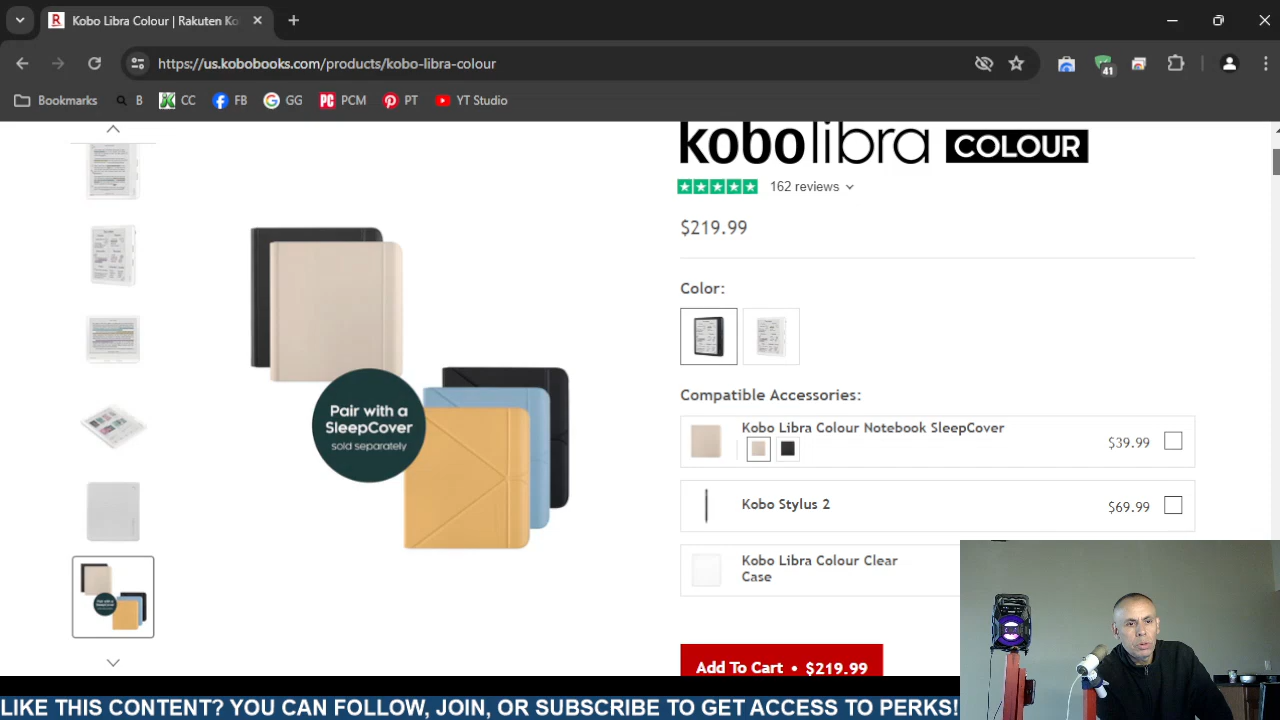 Kobo Libra Colour | Rakuten Ko
https://us.kobobooks.com/products/kobo-libra-colour
41
Bookmarks
B
CC
FB
GG
PCM
PT
YT Studio
kobo libra COLOUR
162 reviews
$219.99
Color:
Pair with a
SleepCover
sold separately
Compatible Accessories:
Kobo Libra Colour Notebook SleepCover
$39.99
Kobo Stylus 2
$69.99
Kobo Libra Colour Clear
Case
Add To Cart • $219.99
LIKE THIS CONTENT? YOU CAN FOLLOW, JOIN, OR SUBSCRIBE TO GET ACCESS TO PERKS!